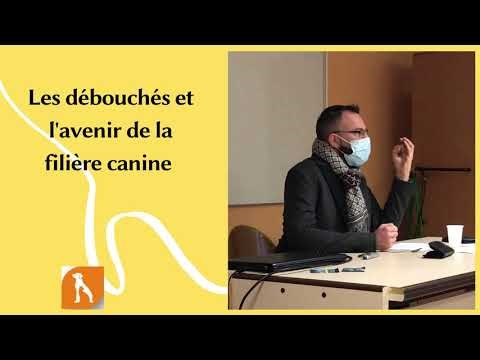 Les débouchés et
l'avenir de la
filière canine